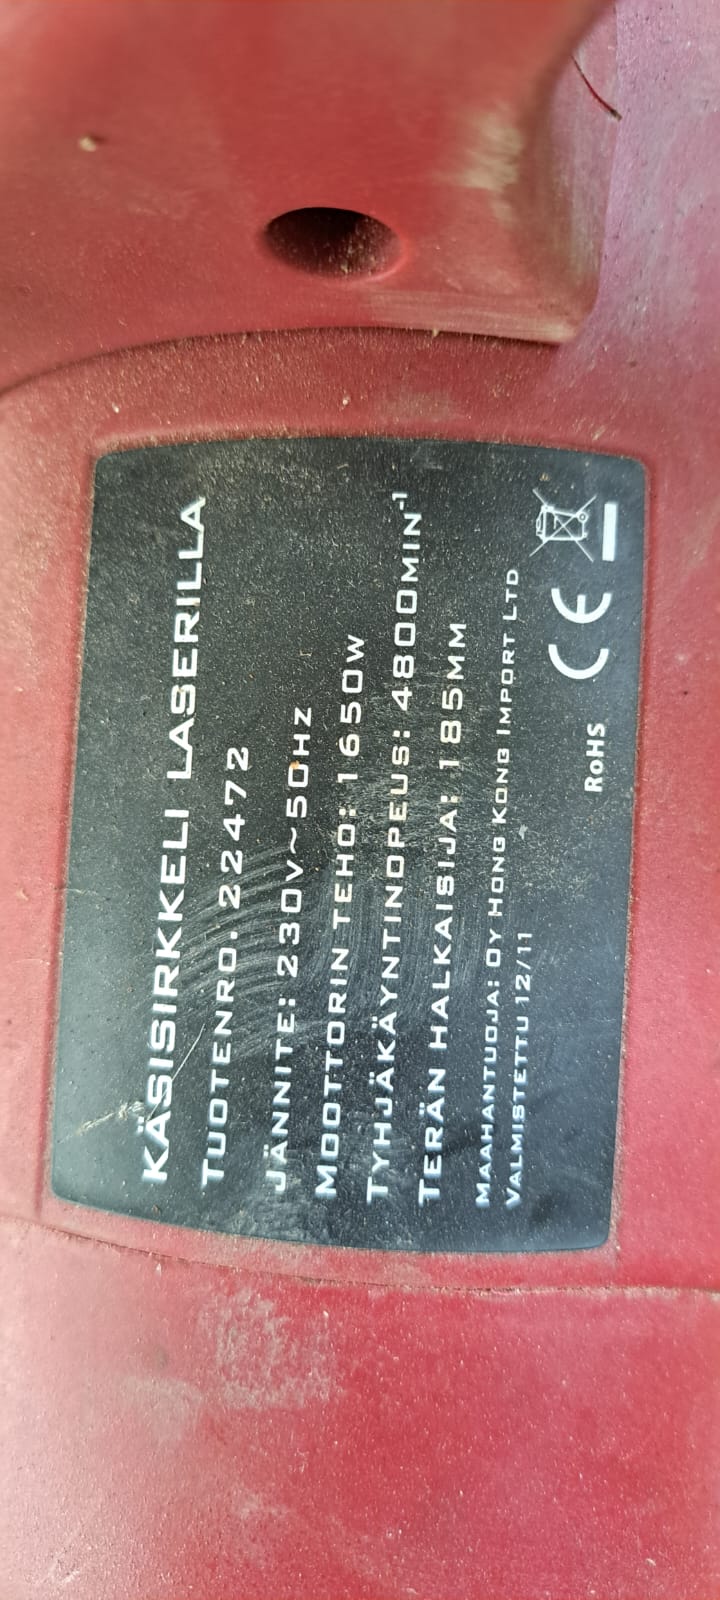 KÄSISIRKKELI LASERILLA
TUOTENRO. 22472
JÄNNITE: 230V~50HZ
MOOTTORIN TEHO: 1650W
TYHJÄKÄYNTINOPEUS: 4800MIN⁻¹
TERÄN HALKAISIJA: 185MM
MAAHANTUOJA: OY HONG KONG IMPORT LTD
VALMISTETTU 12/11
RoHS CE